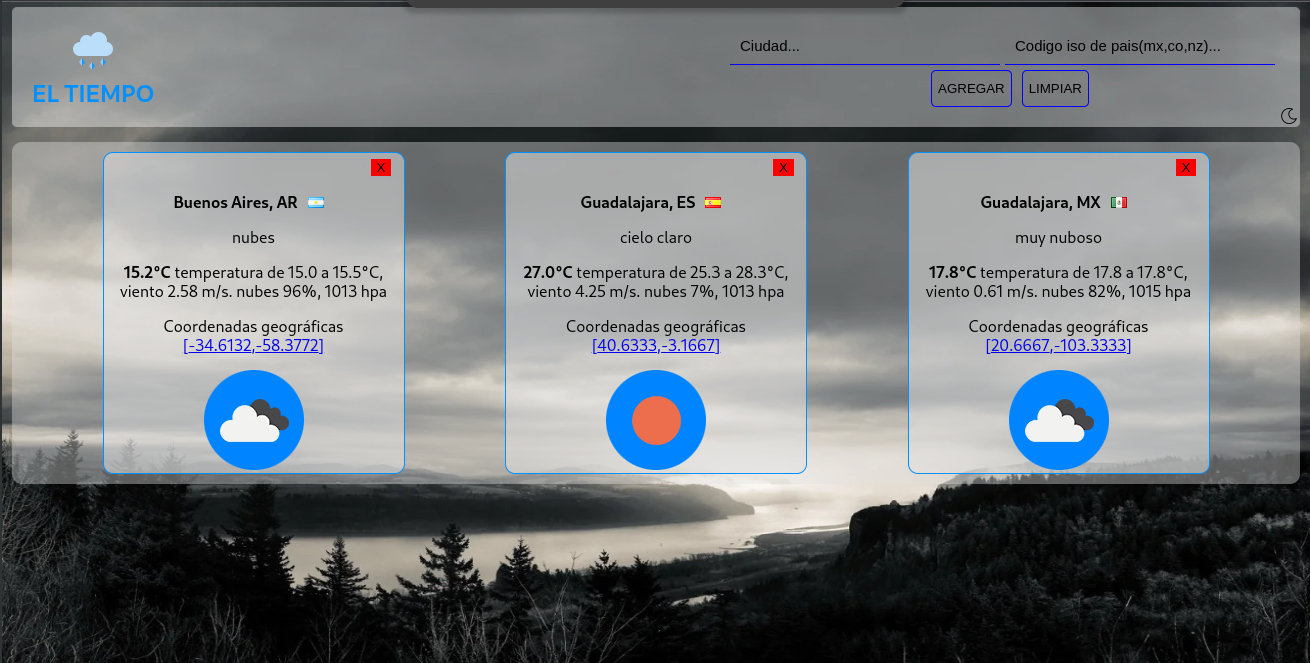 Ciudad...
Codigo iso de pais(mx,co,nz)...
EL TIEMPO
AGREGAR
LIMPIAR
X
Buenos Aires, AR
nubes
15.2°C temperatura de 15.0 a 15.5°C,
viento 2.58 m/s. nubes 96%, 1013 hpa
Coordenadas geográficas
[-34.6132,-58.3772]
X
Guadalajara, ES
cielo claro
27.0°C temperatura de 25.3 a 28.3°C,
viento 4.25 m/s. nubes 7%, 1013 hpa
Coordenadas geográficas
[40.6333,-3.1667]
X
Guadalajara, MX
muy nuboso
17.8°C temperatura de 17.8 a 17.8°C,
viento 0.61 m/s. nubes 82%, 1015 hpa
Coordenadas geográficas
[20.6667,-103.3333]